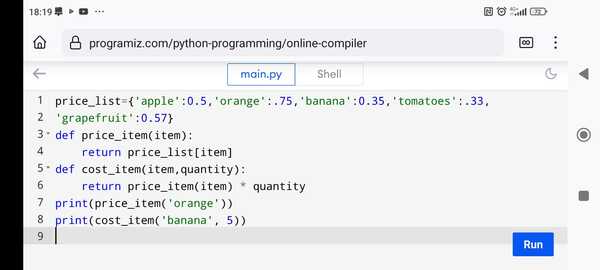 18:19
4G 72
programiz.com/python-programming/online-compiler
main.py Shell
1 price_list={'apple':0.5,'orange':.75,'banana':0.35,'tomatoes':.33,
2 'grapefruit':0.57}
3 def price_item(item):
4     return price_list[item]
5 def cost_item(item,quantity):
6     return price_item(item) * quantity
7 print(price_item('orange'))
8 print(cost_item('banana', 5))
9
Run